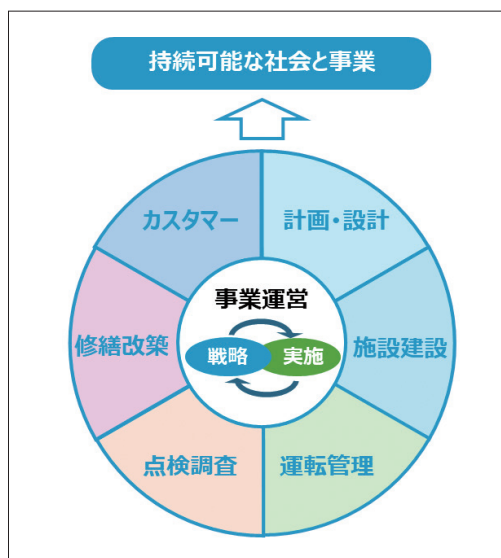 持続可能な社会と事業
カスタマー
計画・設計
修繕改築
事業運営
戦略
実施
施設建設
点検調査
運転管理